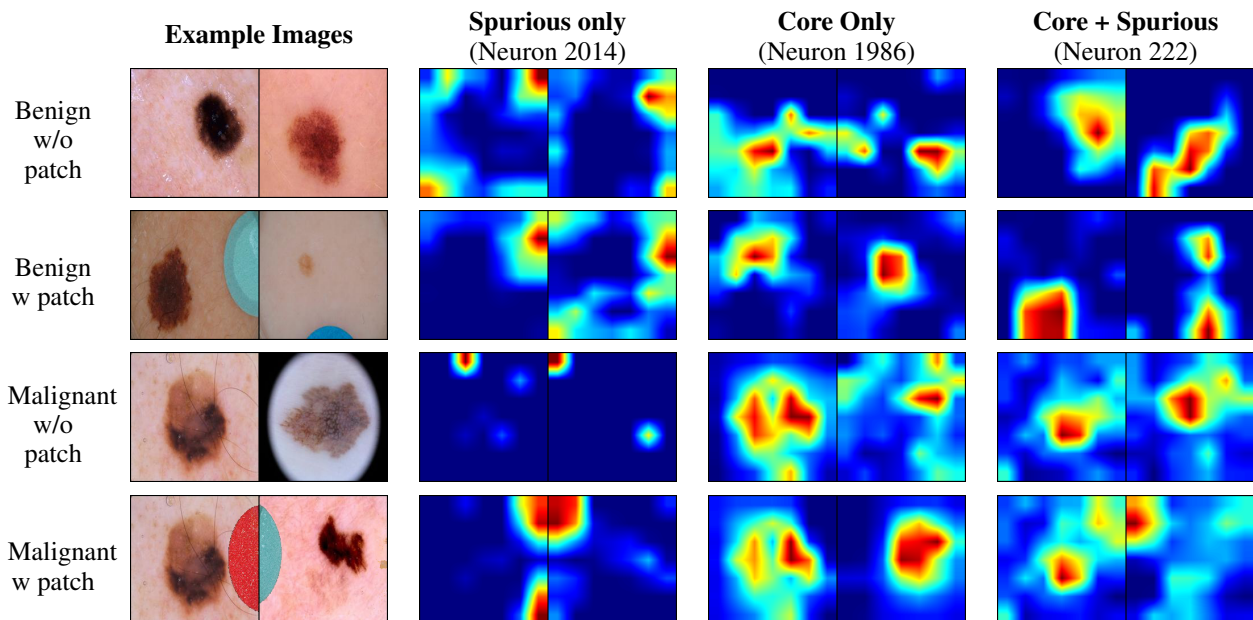 Example Images
Spurious only
(Neuron 2014)
Core Only
(Neuron 1986)
Core + Spurious
(Neuron 222)
Benign
w/o
patch
Benign
w patch
Malignant
w/o
patch
Malignant
w patch